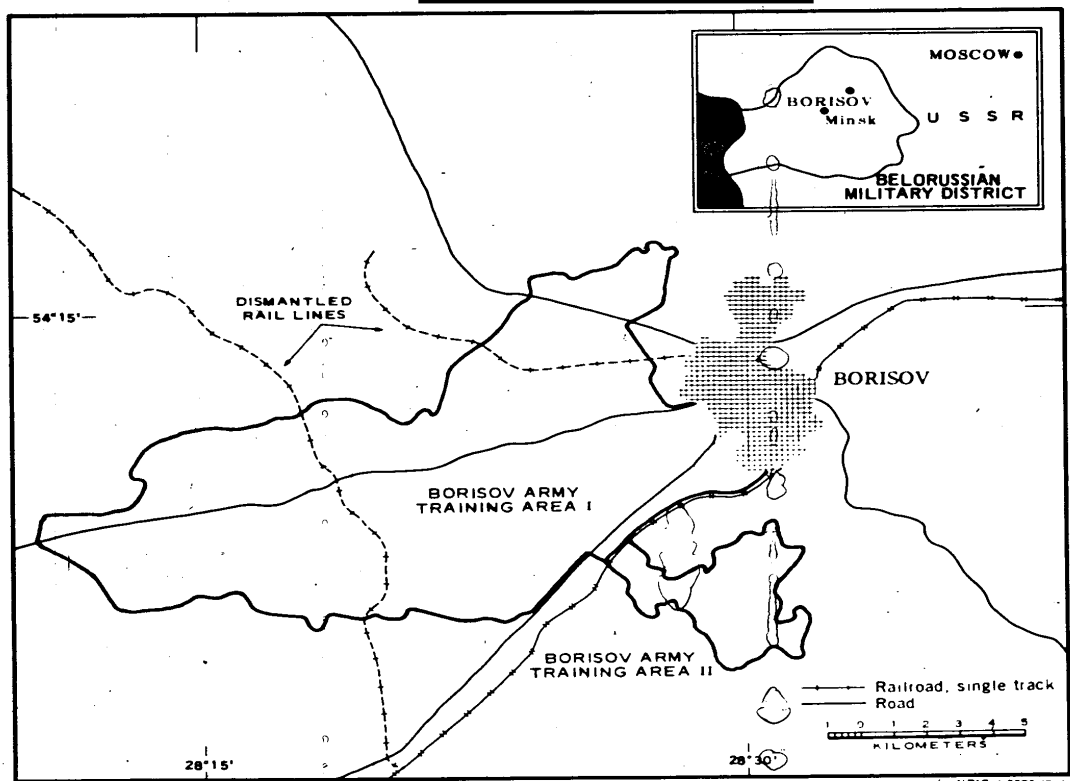 MOSCOW
BORISOV
Minsk
U S S R
BELORUSSIAN
MILITARY DISTRICT
DISMANTLED
RAIL LINES
54°15'
BORISOV
BORISOV ARMY
TRAINING AREA I
BORISOV ARMY
TRAINING AREA II
Railroad, single track
Road
1 0 1 2 3 4 5
KILOMETERS
28°15'
28°30'